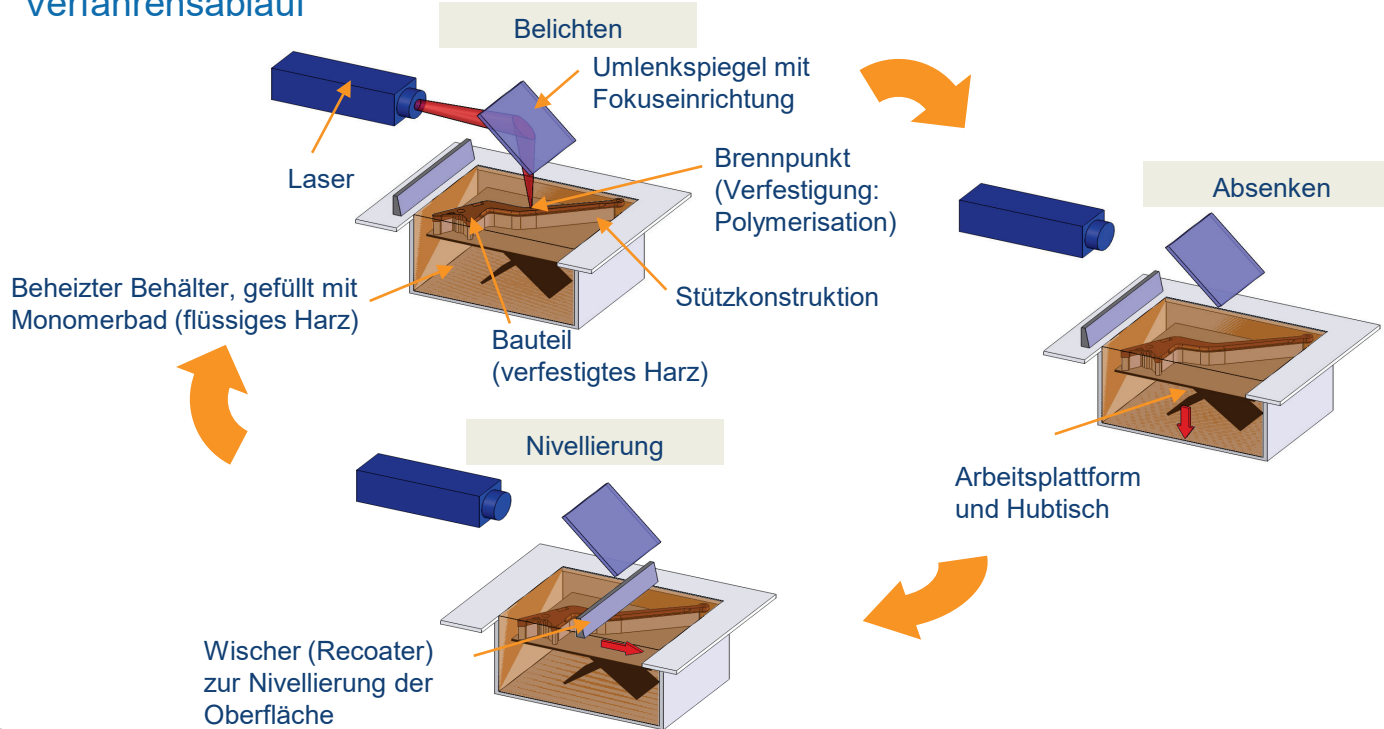 Verfahrensablauf
Belichten
Umlenkspiegel mit
Fokuseinrichtung
Laser
Brennpunkt
(Verfestigung:
Polymerisation)
Absenken
Beheizter Behälter, gefüllt mit
Monomerbad (flüssiges Harz)
Stützkonstruktion
Bauteil
(verfestigtes Harz)
Nivellierung
Arbeitsplattform
und Hubtisch
Wischer (Recoater)
zur Nivellierung der
Oberfläche